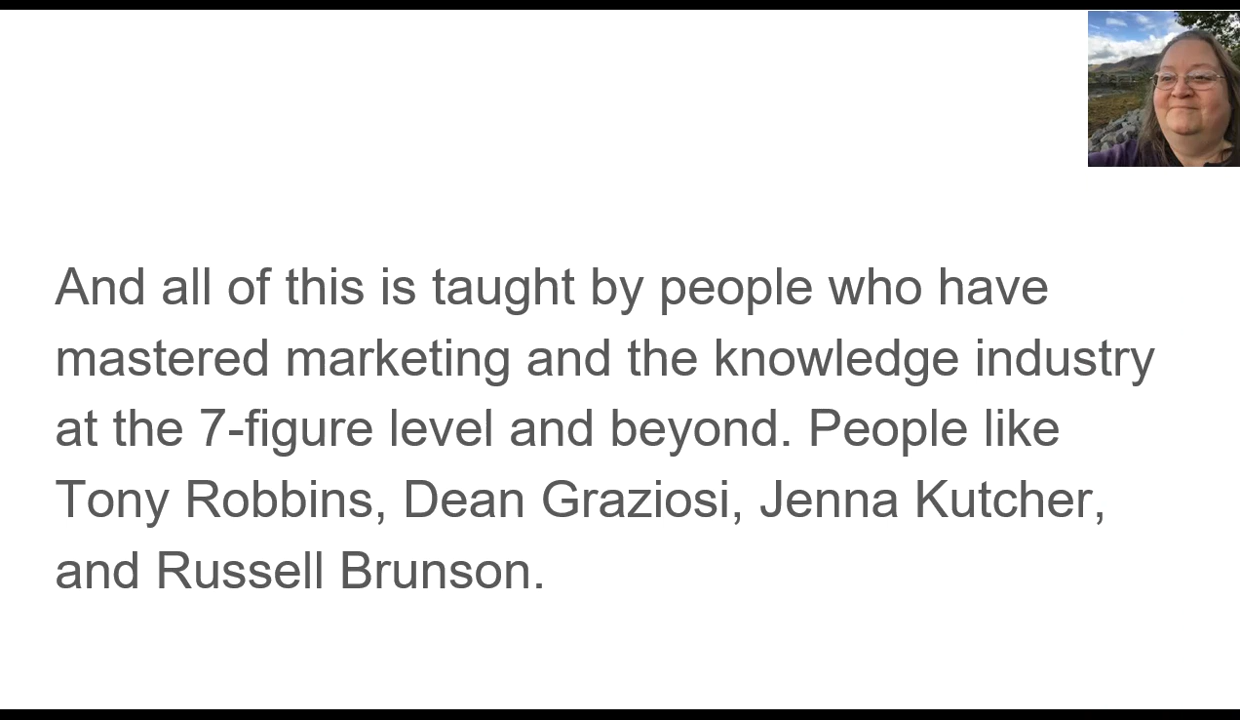 And all of this is taught by people who have
mastered marketing and the knowledge industry
at the 7-figure level and beyond. People like
Tony Robbins, Dean Graziosi, Jenna Kutcher,
and Russell Brunson.